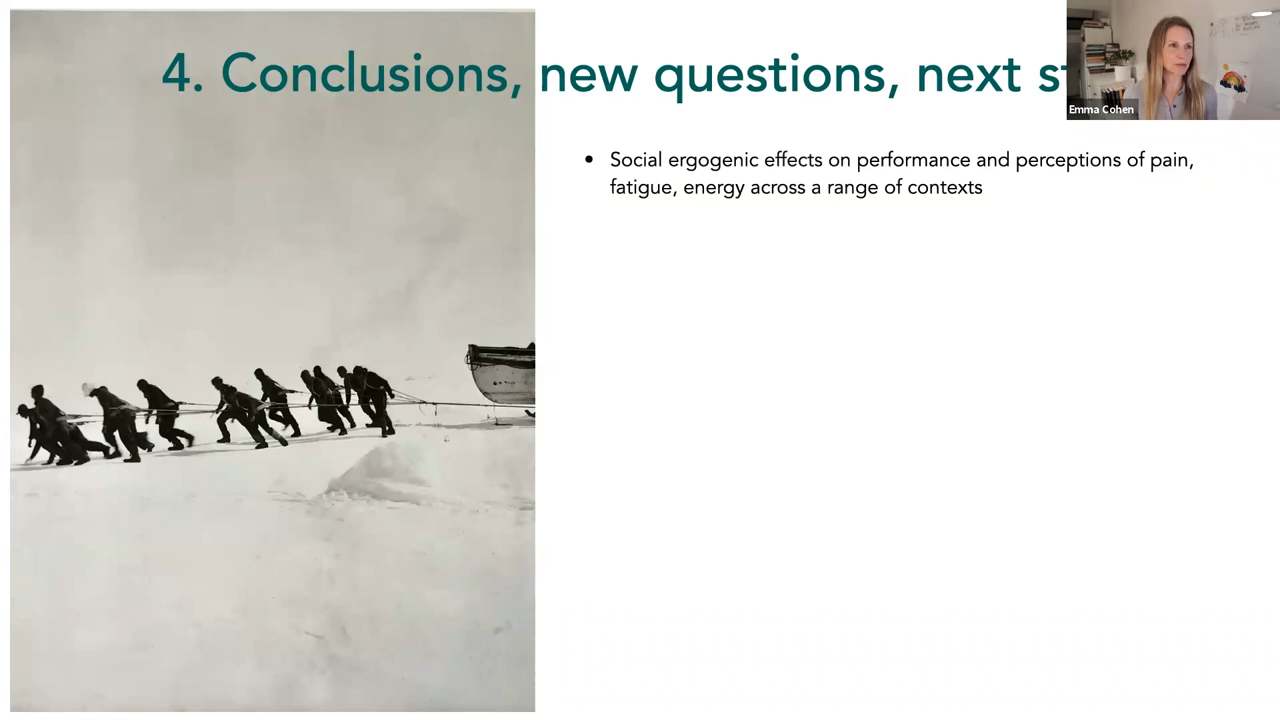 4. Conclusions, new questions, next st
Emma Cohen
• Social ergogenic effects on performance and perceptions of pain,
fatigue, energy across a range of contexts